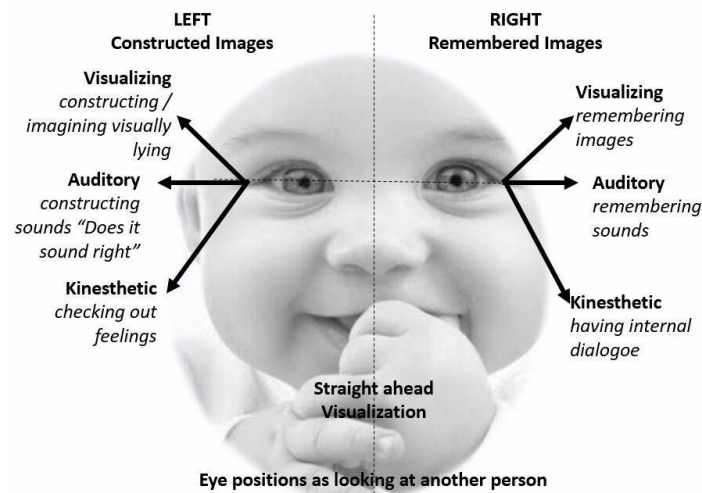 LEFT
Constructed Images
RIGHT
Remembered Images
Visualizing
constructing /
imagining visually
lying
Auditory
constructing
sounds “Does it
sound right”
Kinesthetic
checking out
feelings
Visualizing
remembering
images
Auditory
remembering
sounds
Kinesthetic
having internal
dialogoe
Straight ahead
Visualization
Eye positions as looking at another person